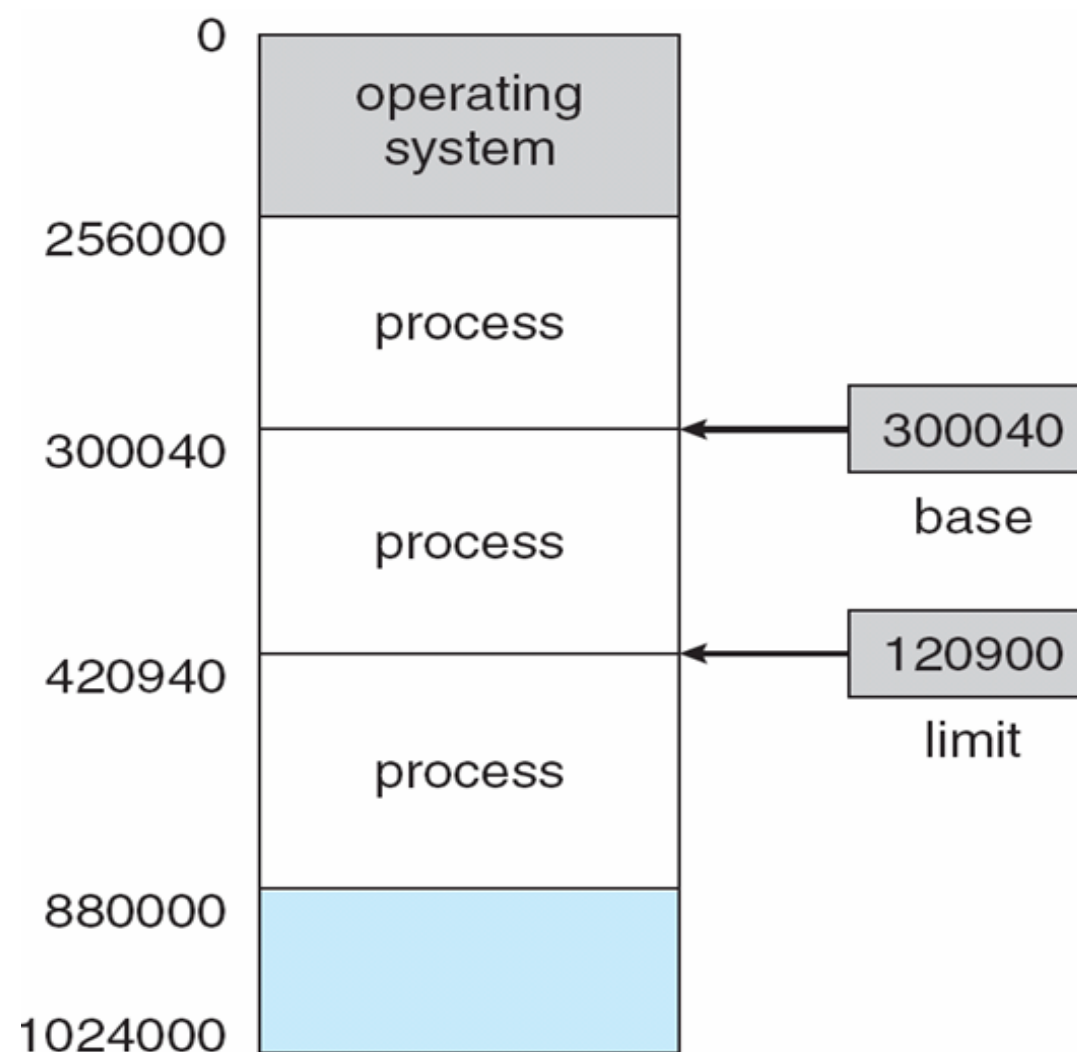 0
operating
system
256000
process
300040
300040
base
process
120900
420940
limit
process
880000
1024000